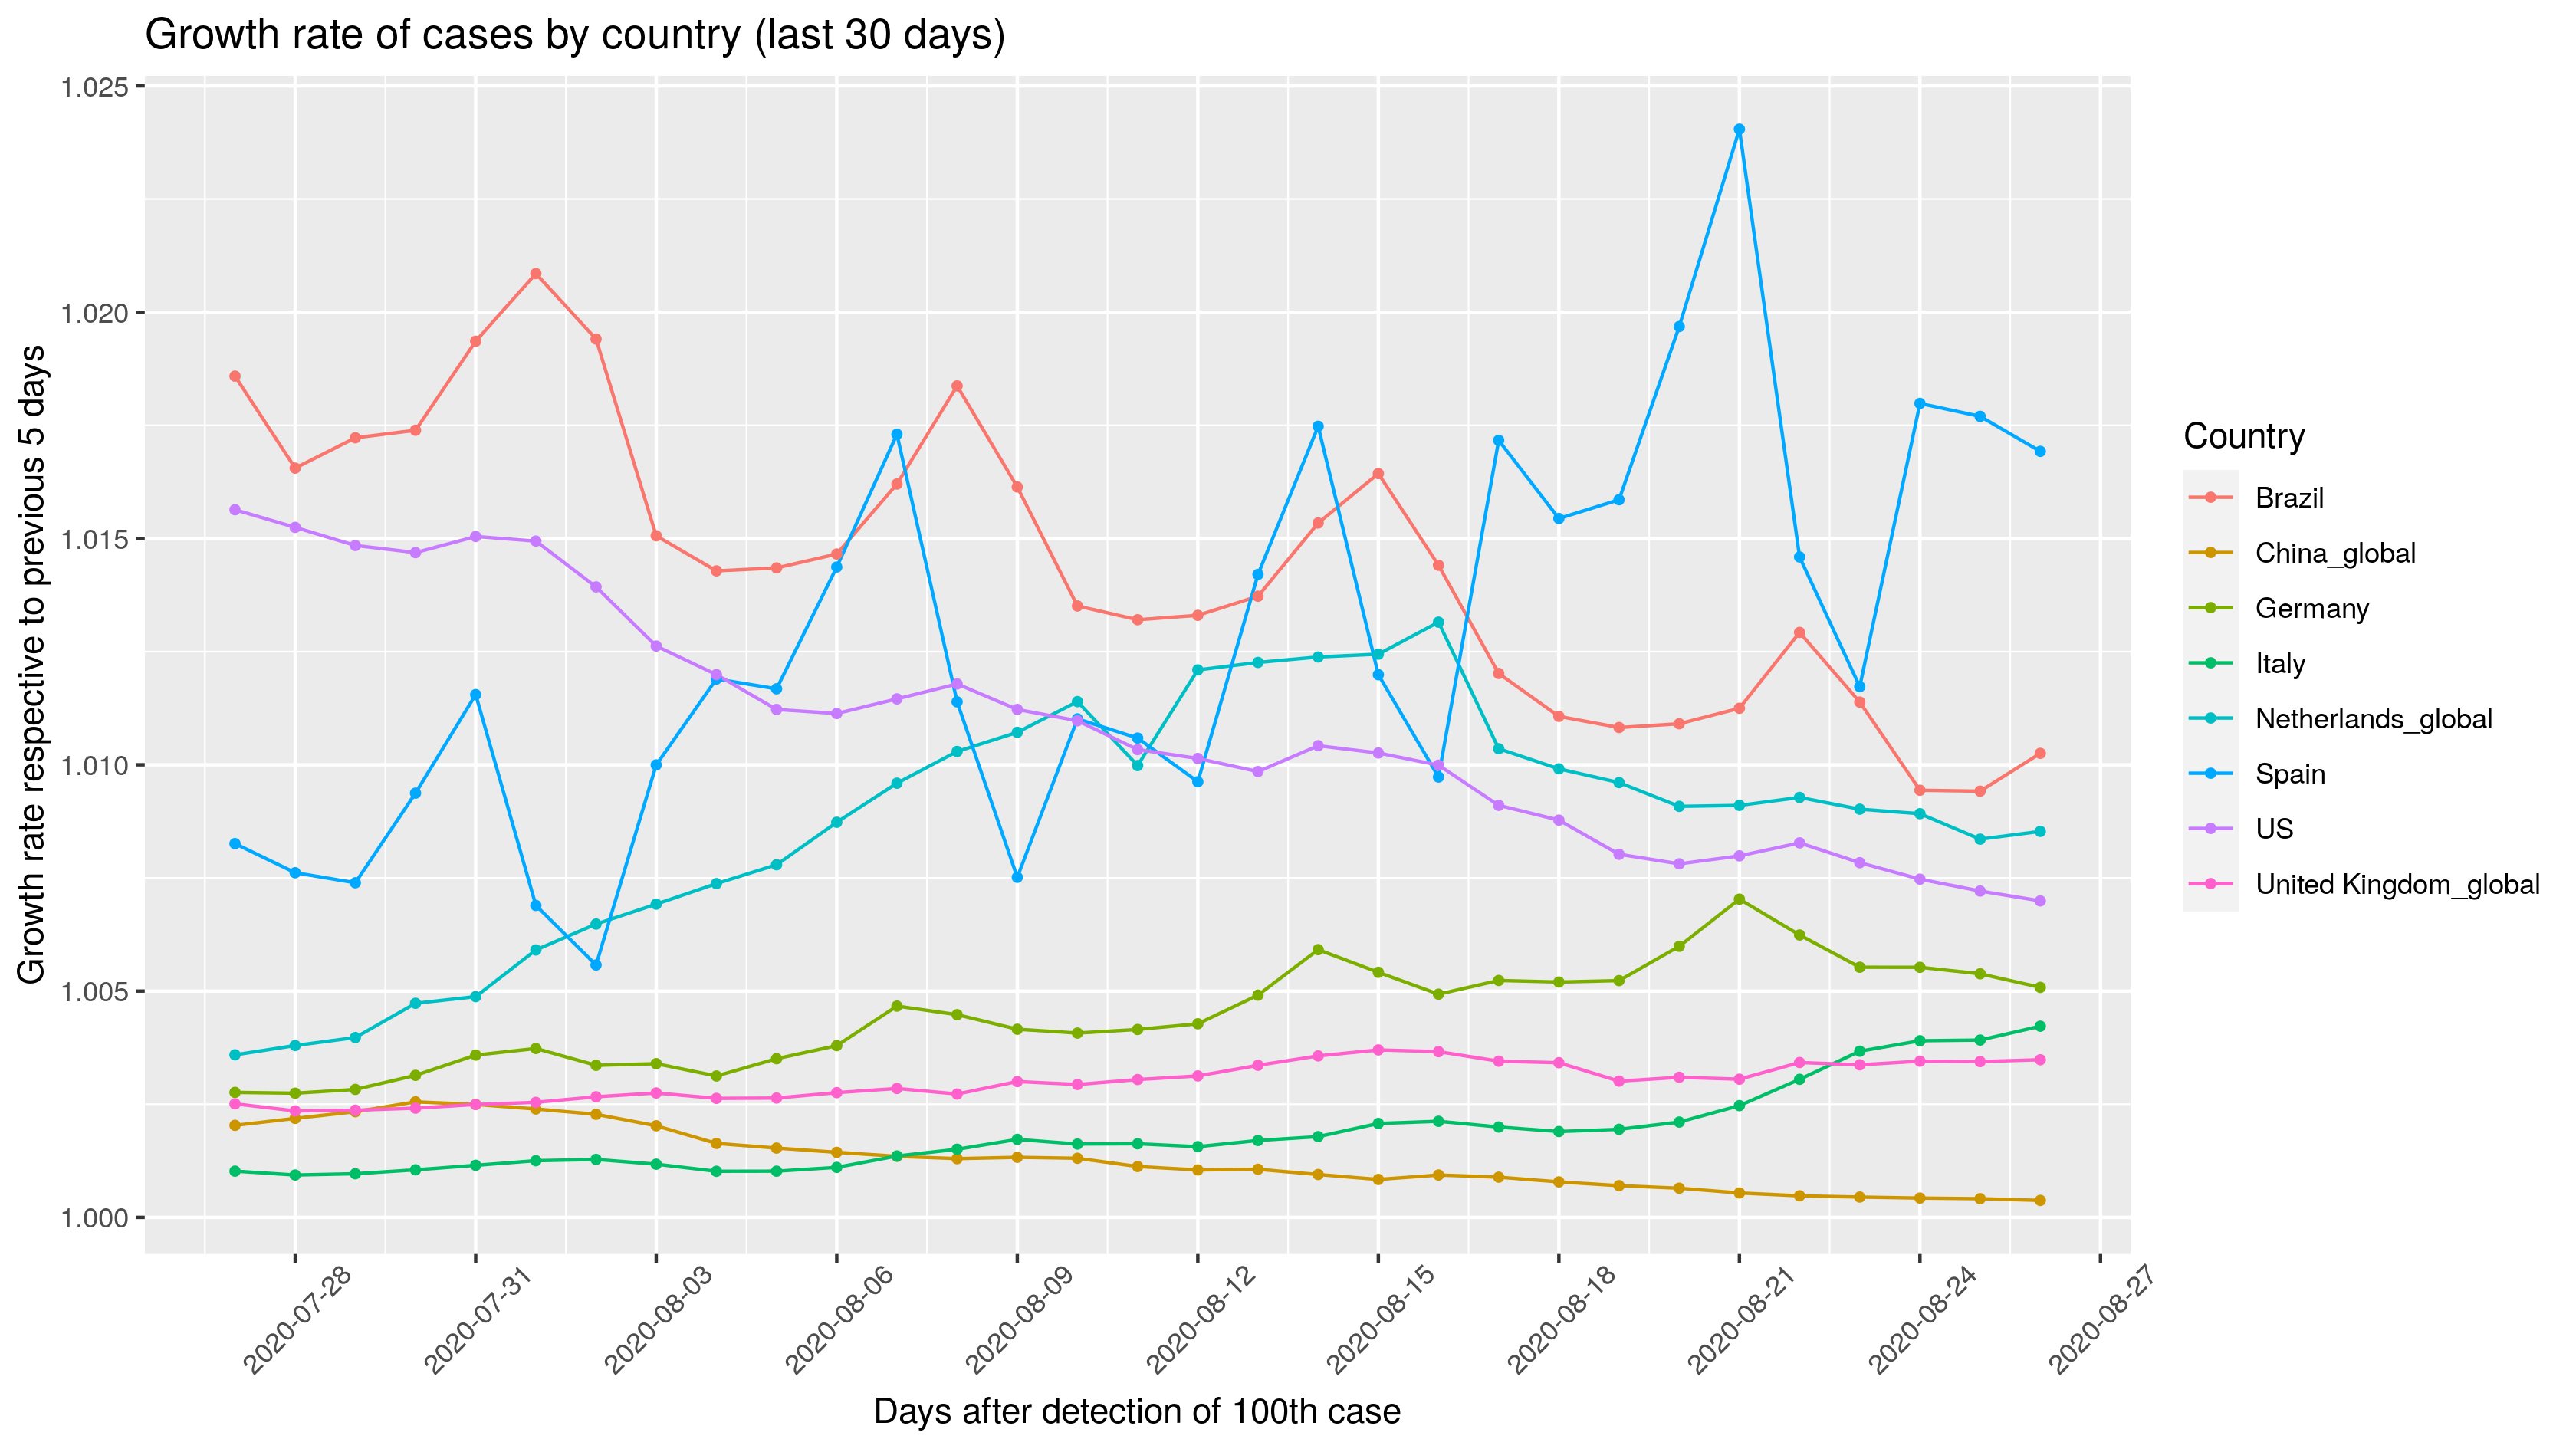 Growth rate of cases by country (last 30 days)
Growth rate respective to previous 5 days
1.025
1.020
1.015
1.010
1.005
1.000
2020-07-28
2020-07-31
2020-08-03
2020-08-06
2020-08-09
2020-08-12
2020-08-15
2020-08-18
2020-08-21
2020-08-24
2020-08-27
Days after detection of 100th case
Country
Brazil
China_global
Germany
Italy
Netherlands_global
Spain
US
United Kingdom_global